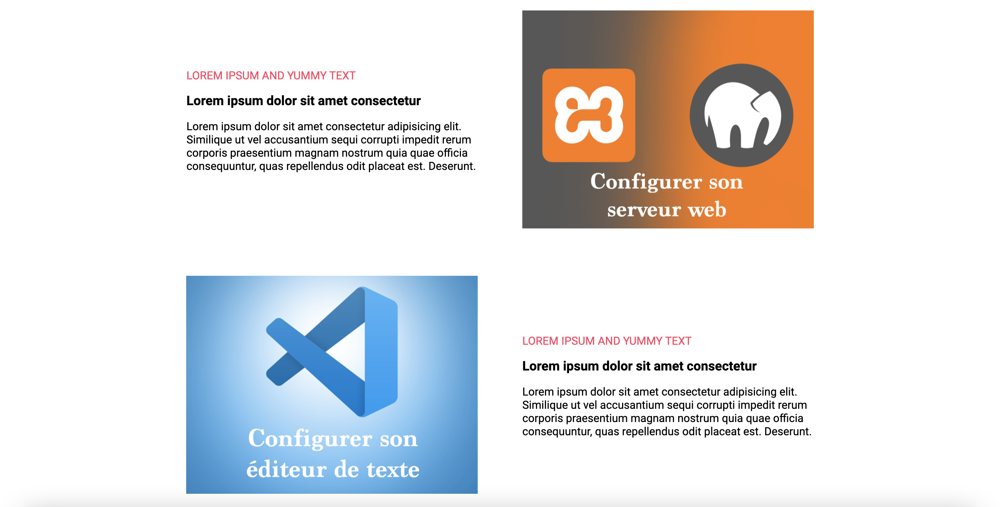 LOREM IPSUM AND YUMMY TEXT
Lorem ipsum dolor sit amet consectetur
Lorem ipsum dolor sit amet consectetur adipisicing elit.
Similique ut vel accusantium sequi corrupti impedit rerum
corporis praesentium magnam nostrum quia quae officia
consequuntur, quas repellendus odit placeat est. Deserunt.
Configurer son
serveur web
Configurer son
éditeur de texte
LOREM IPSUM AND YUMMY TEXT
Lorem ipsum dolor sit amet consectetur
Lorem ipsum dolor sit amet consectetur adipisicing elit.
Similique ut vel accusantium sequi corrupti impedit rerum
corporis praesentium magnam nostrum quia quae officia
consequuntur, quas repellendus odit placeat est. Deserunt.